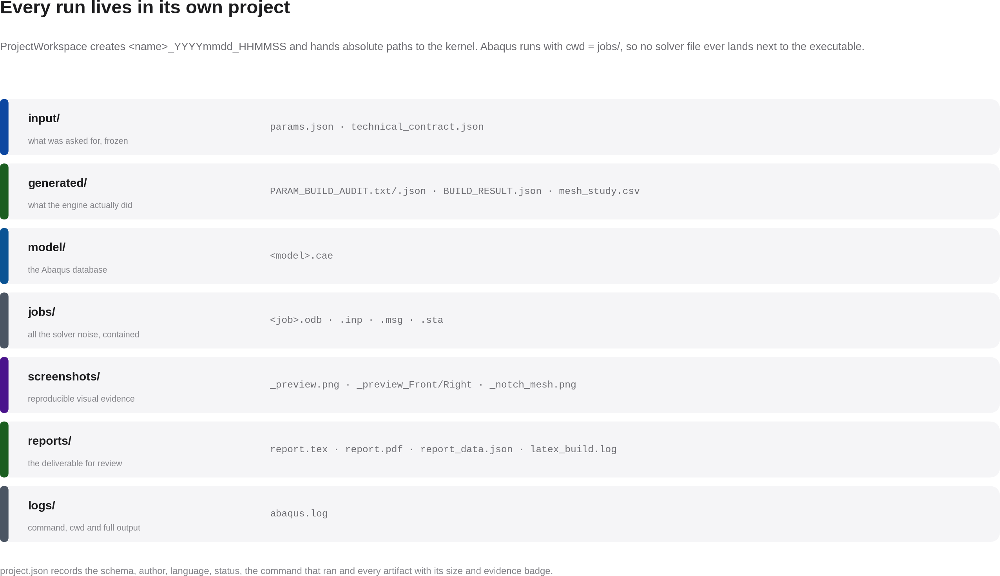 Every run lives in its own project
ProjectWorkspace creates <name>_YYYYmmdd_HHMMSS and hands absolute paths to the kernel. Abaqus runs with cwd = jobs/, so no solver file ever lands next to the executable.
input/
params.json · technical_contract.json
what was asked for, frozen
generated/
PARAM_BUILD_AUDIT.txt/.json · BUILD_RESULT.json · mesh_study.csv
what the engine actually did
model/
<model>.cae
the Abaqus database
jobs/
<job>.odb · .inp · .msg · .sta
all the solver noise, contained
screenshots/
_preview.png · _preview_Front/Right · _notch_mesh.png
reproducible visual evidence
reports/
report.tex · report.pdf · report_data.json · latex_build.log
the deliverable for review
logs/
abaqus.log
command, cwd and full output
project.json records the schema, author, language, status, the command that ran and every artifact with its size and evidence badge.